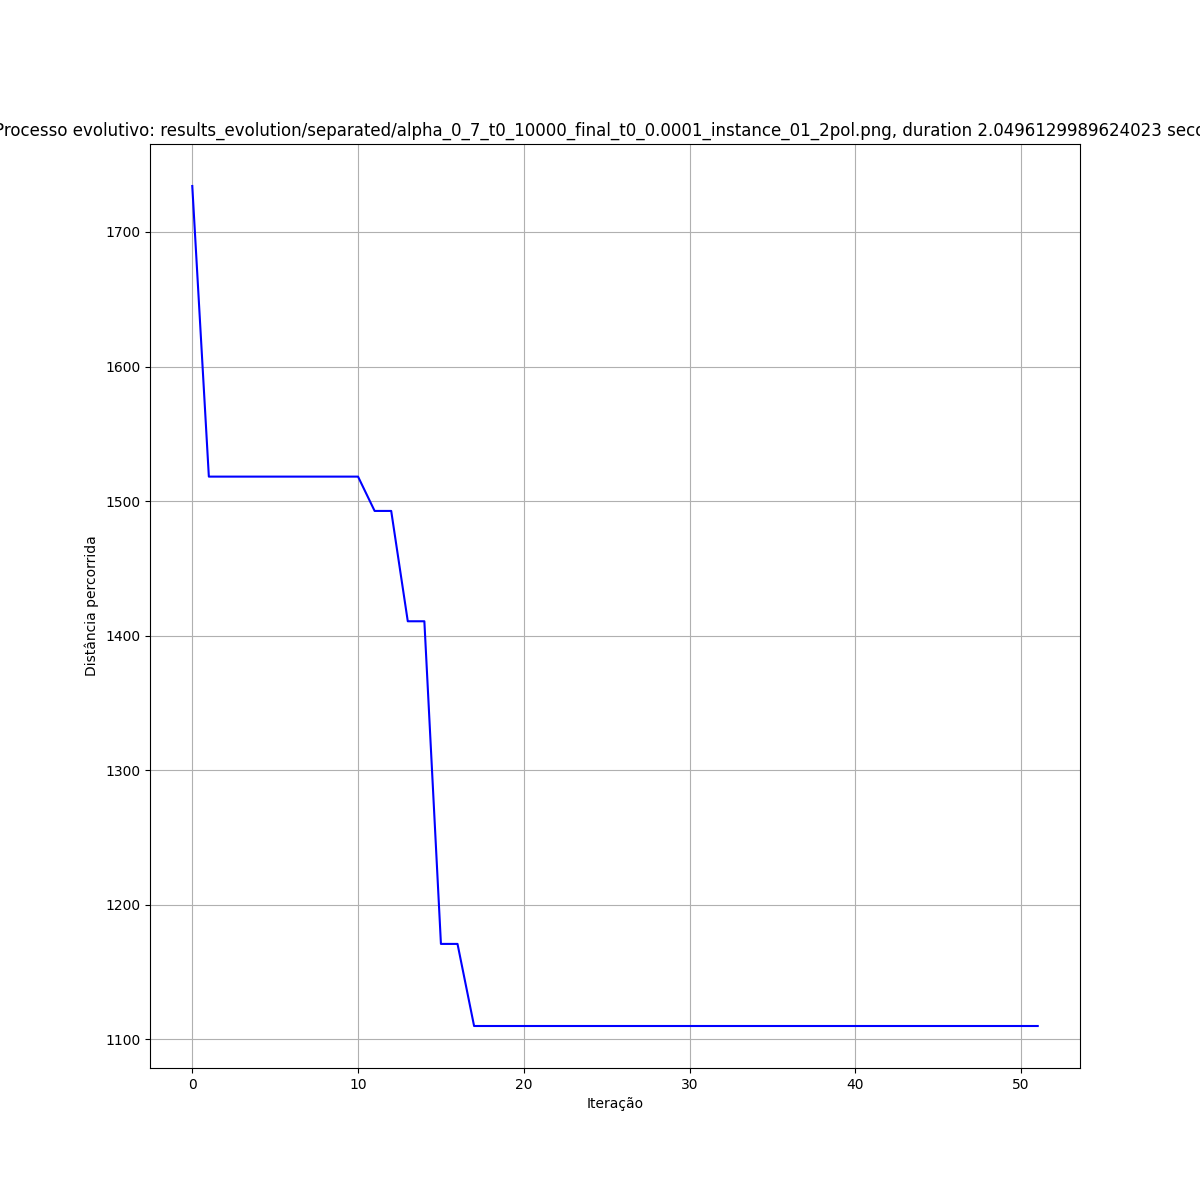 Processo evolutivo: results_evolution/separated/alpha_0_7_t0_10000_final_t0_0.0001_instance_01_2pol.png, duration 2.0496129989624023
1700
1600
1500
1400
1300
1200
1100
Distância percorrida
0 10 20 30 40 50
Iteração